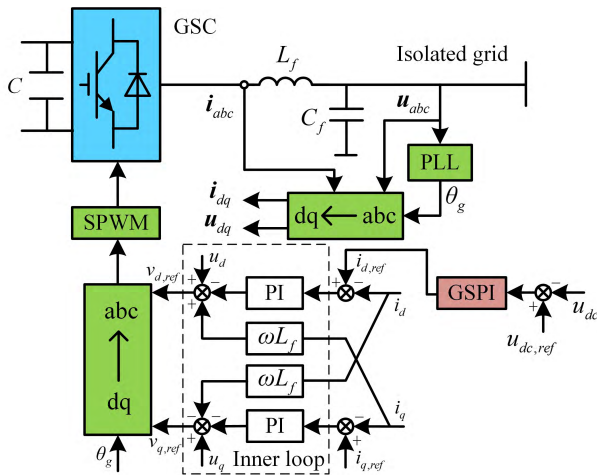 GSC
C
L_f
Isolated grid
i_abc
C_f
u_abc
PLL
θ_g
i_dq
u_dq
dq ← abc
SPWM
v_d,ref
+
u_d
−
+
PI
i_d,ref
+
−
i_d
GSPI
−
+
u_dc
u_dc,ref
abc
dq
ωL_f
ωL_f
v_q,ref
−
−
+
PI
+
−
i_q
θ_g
u_q
Inner loop
i_q,ref